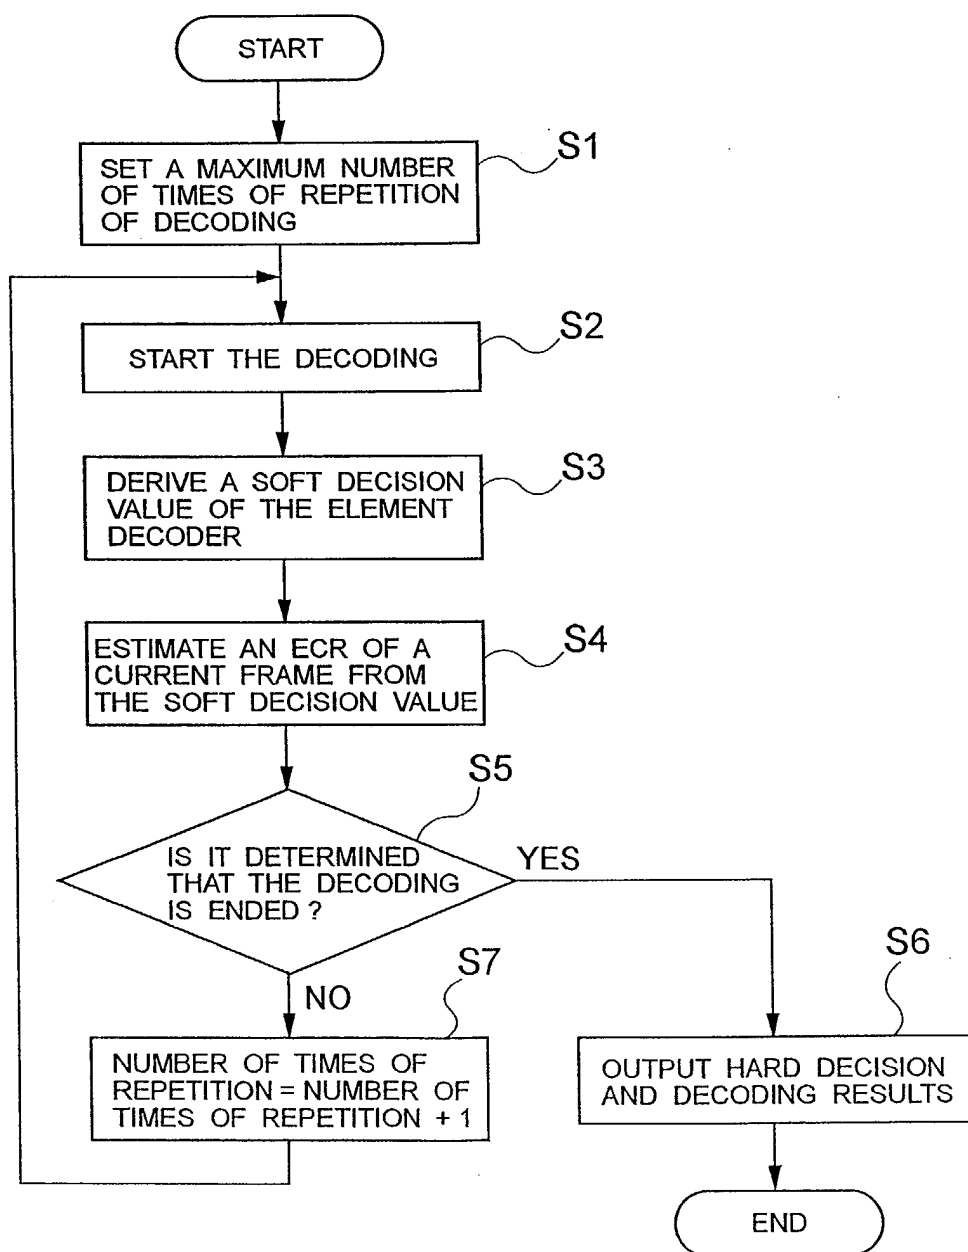 START
S1
SET A MAXIMUM NUMBER
OF TIMES OF REPETITION
OF DECODING
S2
START THE DECODING
S3
DERIVE A SOFT DECISION
VALUE OF THE ELEMENT
DECODER
S4
ESTIMATE AN ECR OF A
CURRENT FRAME FROM
THE SOFT DECISION VALUE
S5
IS IT DETERMINED
THAT THE DECODING
IS ENDED ?
YES
NO
S7
NUMBER OF TIMES OF
REPETITION = NUMBER OF
TIMES OF REPETITION + 1
S6
OUTPUT HARD DECISION
AND DECODING RESULTS
END